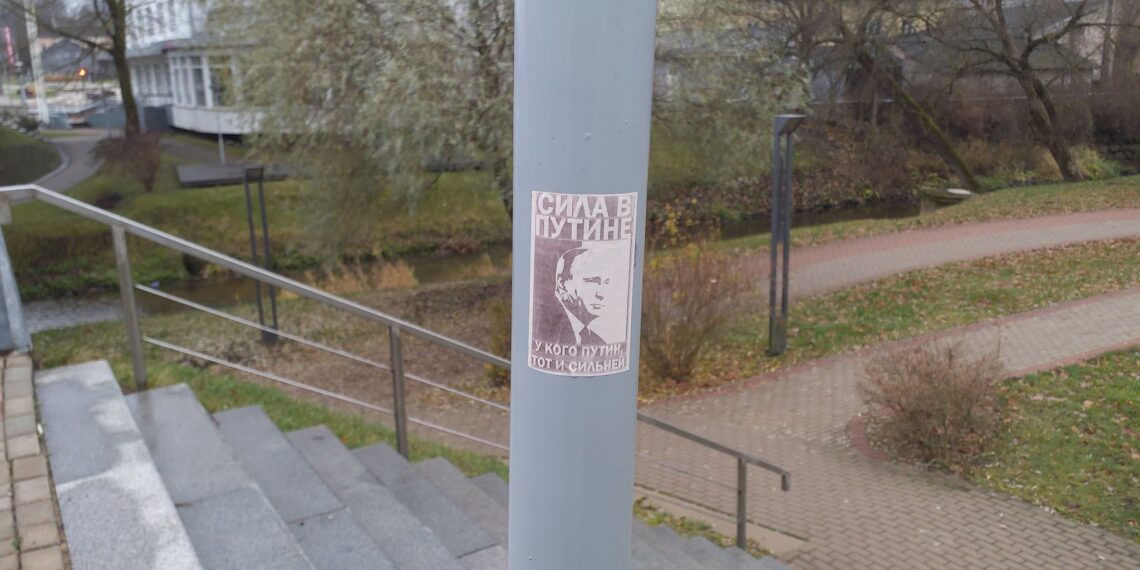 СИЛА В
ПУТИНЕ
У КОГО ПУТИН,
ТОТ И СИЛЬНЕЙ